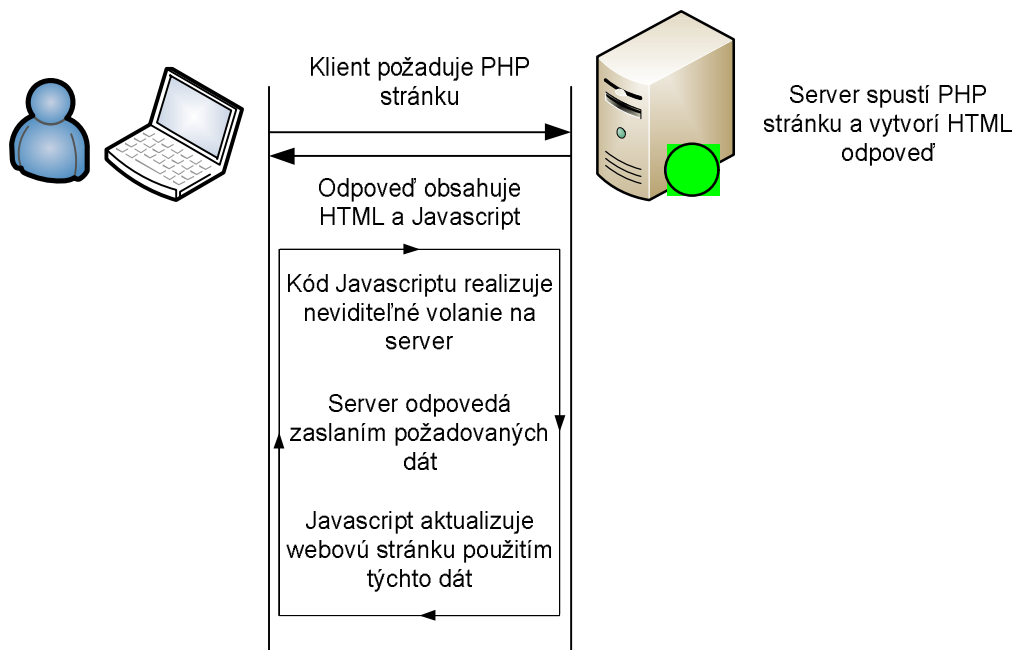 Klient požaduje PHP
stránku
Server spustí PHP
stránku a vytvorí HTML
odpoveď
Odpoveď obsahuje
HTML a Javascript
Kód Javascriptu realizuje
neviditeľné volanie na
server
Server odpovedá
zaslaním požadovaných
dát
Javascript aktualizuje
webovú stránku použitím
týchto dát